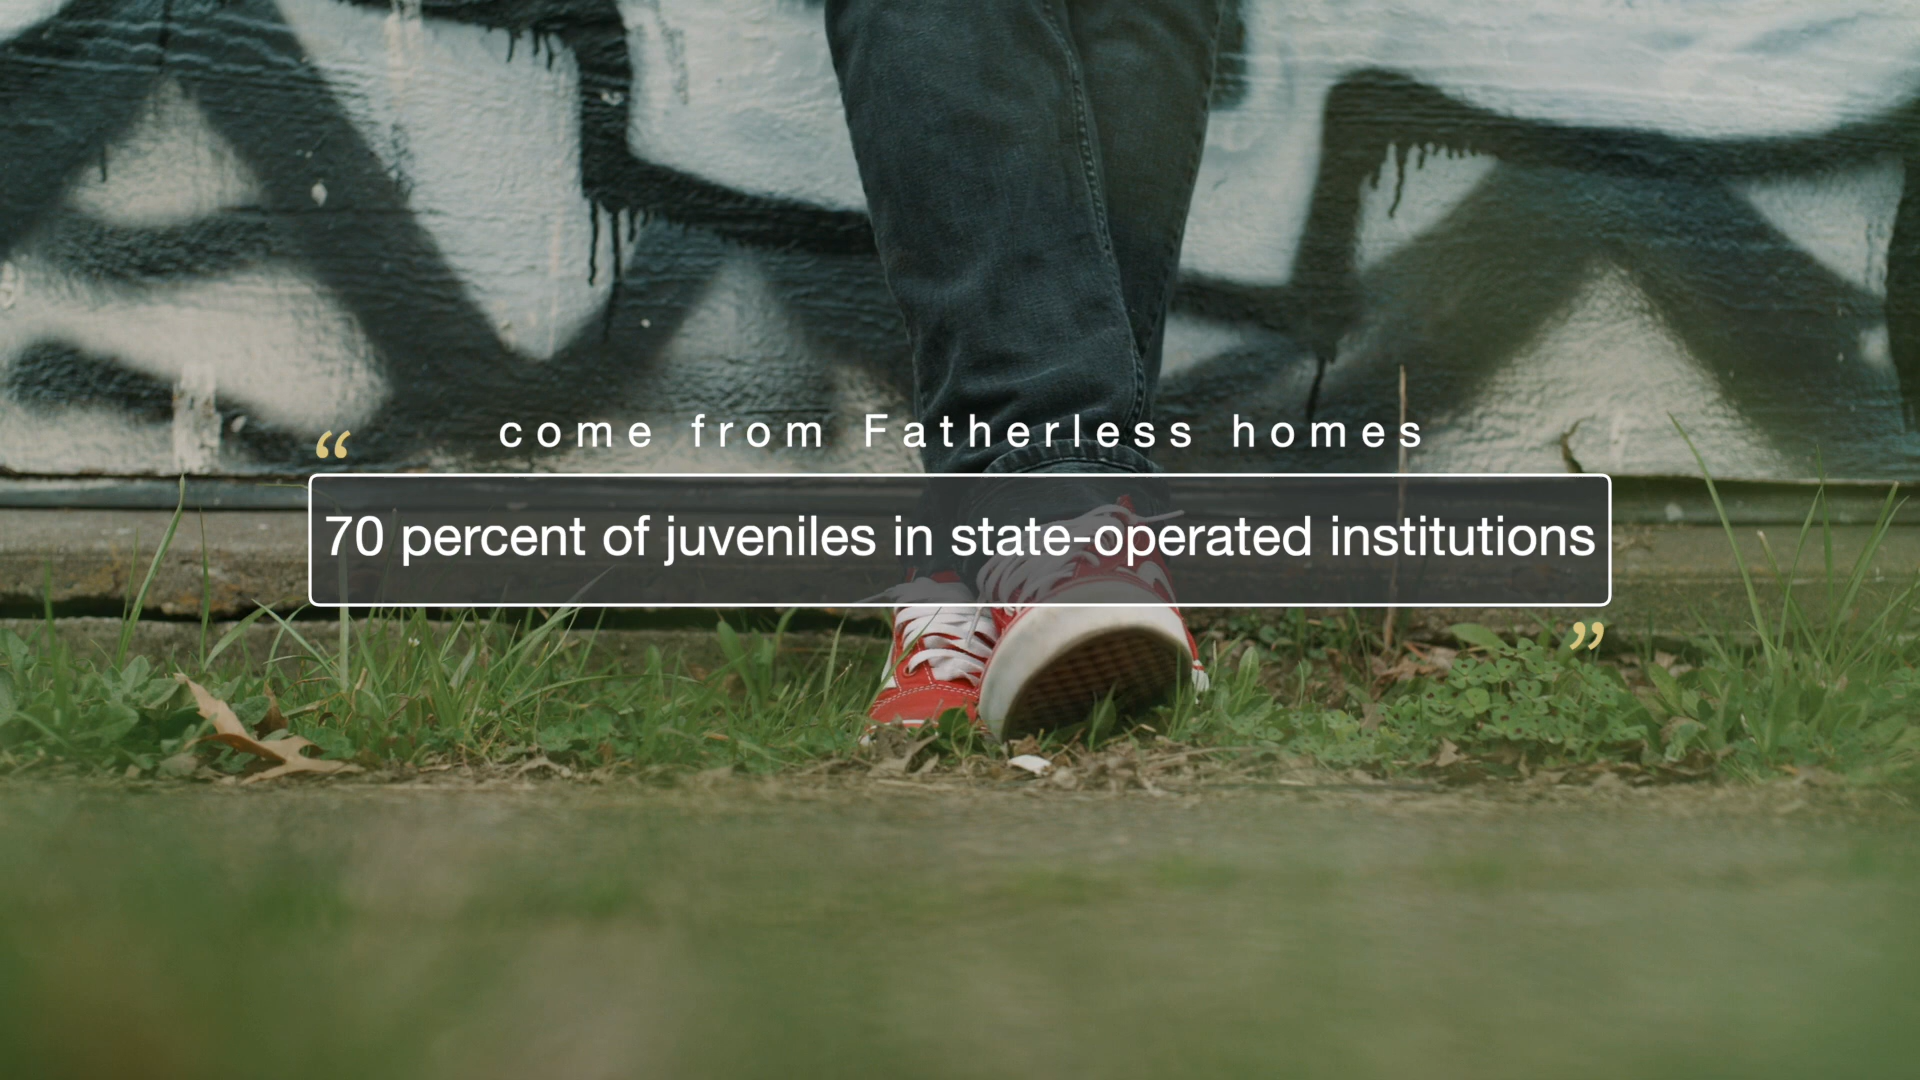 come from Fatherless homes
“
70 percent of juveniles in state-operated institutions
”